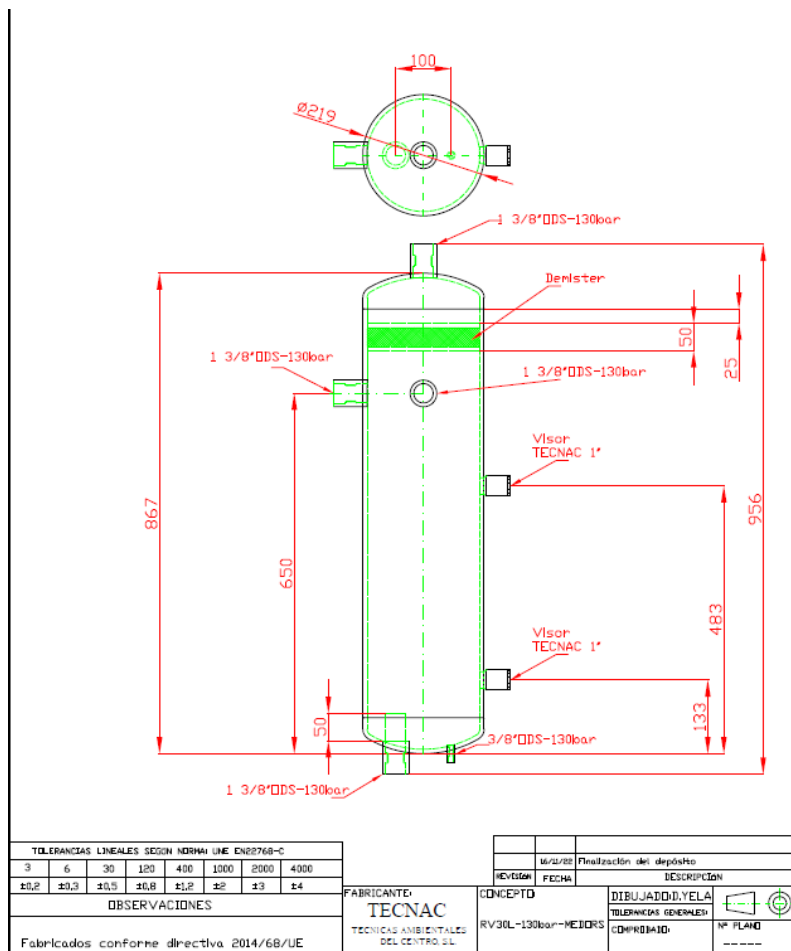 100
Ø219
1 3/8"ODS-130bar
Demister
50
25
1 3/8"ODS-130bar
1 3/8"ODS-130bar
Visor
TECNAC 1"
867
650
956
483
Visor
TECNAC 1"
133
50
3/8"ODS-130bar
1 3/8"ODS-130bar
TOLERANCIAS LINEALES SEGUN NORMA: UNE EN22768-C
3 6 30 120 400 1000 2000 4000
±0,2 ±0,3 ±0,5 ±0,8 ±1,2 ±2 ±3 ±4
OBSERVACIONES
Fabricados conforme directiva 2014/68/UE
FABRICANTE:
TECNAC
TECNICAS AMBIENTALES
DEL CENTRO, S.L.
16/11/22 Finalización del depósito
REVISION FECHA DESCRIPCION
CONCEPTO:
RV30L-130bar-MEDORS
DIBUJADO:D.YELA
TOLERANCIAS GENERALES:
COMPROBADO:
Nº PLANO
-----